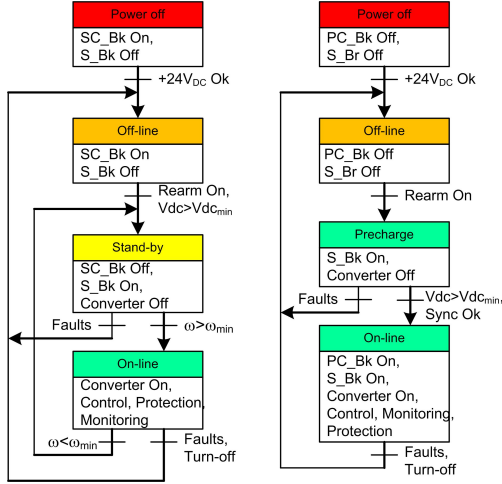 Power off
SC_Bk On,
S_Bk Off
+24VDC Ok
Off-line
SC_Bk On
S_Bk Off
Rearm On,
Vdc>Vdcmin
Stand-by
SC_Bk Off,
S_Bk On,
Converter Off
Faults
ω>ωmin
On-line
Converter On,
Control, Protection,
Monitoring
ω<ωmin
Faults,
Turn-off
Power off
PC_Bk Off,
S_Br Off
+24VDC Ok
Off-line
PC_Bk Off
S_Br Off
Rearm On
Precharge
S_Bk On,
Converter Off
Faults
Vdc>Vdcmin,
Sync Ok
On-line
PC_Bk On,
S_Bk On,
Converter On,
Control, Monitoring,
Protection
Faults,
Turn-off